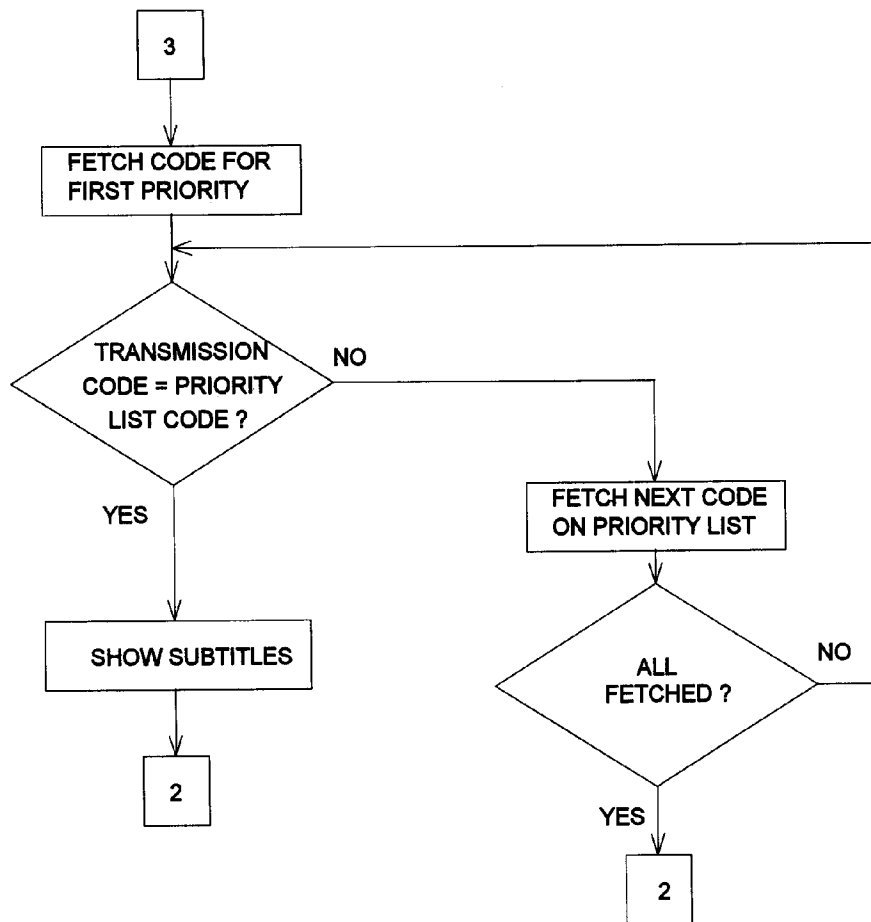 3
FETCH CODE FOR
FIRST PRIORITY
TRANSMISSION
CODE = PRIORITY
LIST CODE ?
NO
YES
FETCH NEXT CODE
ON PRIORITY LIST
SHOW SUBTITLES
ALL
FETCHED ?
NO
2
YES
2